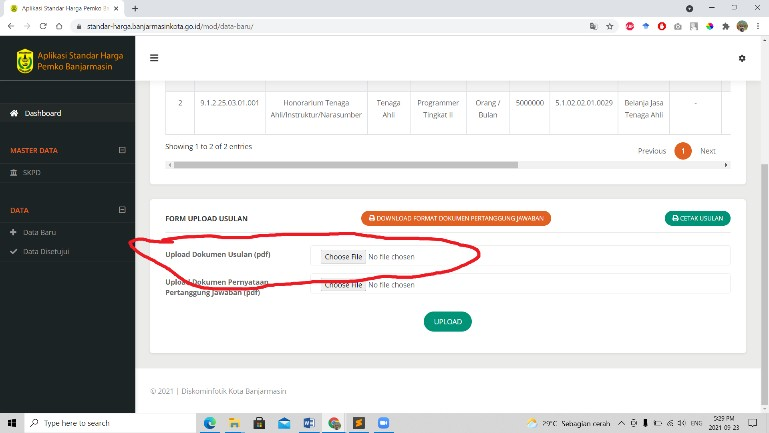 Aplikasi Standar Harga Pemko Ba
standar-harga.banjarmasinkota.go.id/mod/data-baru/
Aplikasi Standar Harga
Pemko Banjarmasin
Dashboard
MASTER DATA
SKPD
DATA
Data Baru
Data Disetujui
2 9.1.2.25.03.01.001 Honorarium Tenaga Tenaga Programmer Orang / 5000000 5.1.02.02.01.0029 Belanja Jasa -
Ahli/Instruktur/Narasumber Ahli Tingkat II Bulan Tenaga Ahli
Showing 1 to 2 of 2 entries
Previous 1 Next
FORM UPLOAD USULAN
DOWNLOAD FORMAT DOKUMEN PERTANGGUNG JAWABAN
CETAK USULAN
Upload Dokumen Usulan (pdf)
Choose File No file chosen
Upload Dokumen Pernyataan
Pertanggung Jawaban (pdf)
Choose File No file chosen
UPLOAD
© 2021 | Diskominfotik Kota Banjarmasin
Type here to search
29°C Sebagian cerah
ENG
5:29 PM
2021-09-23